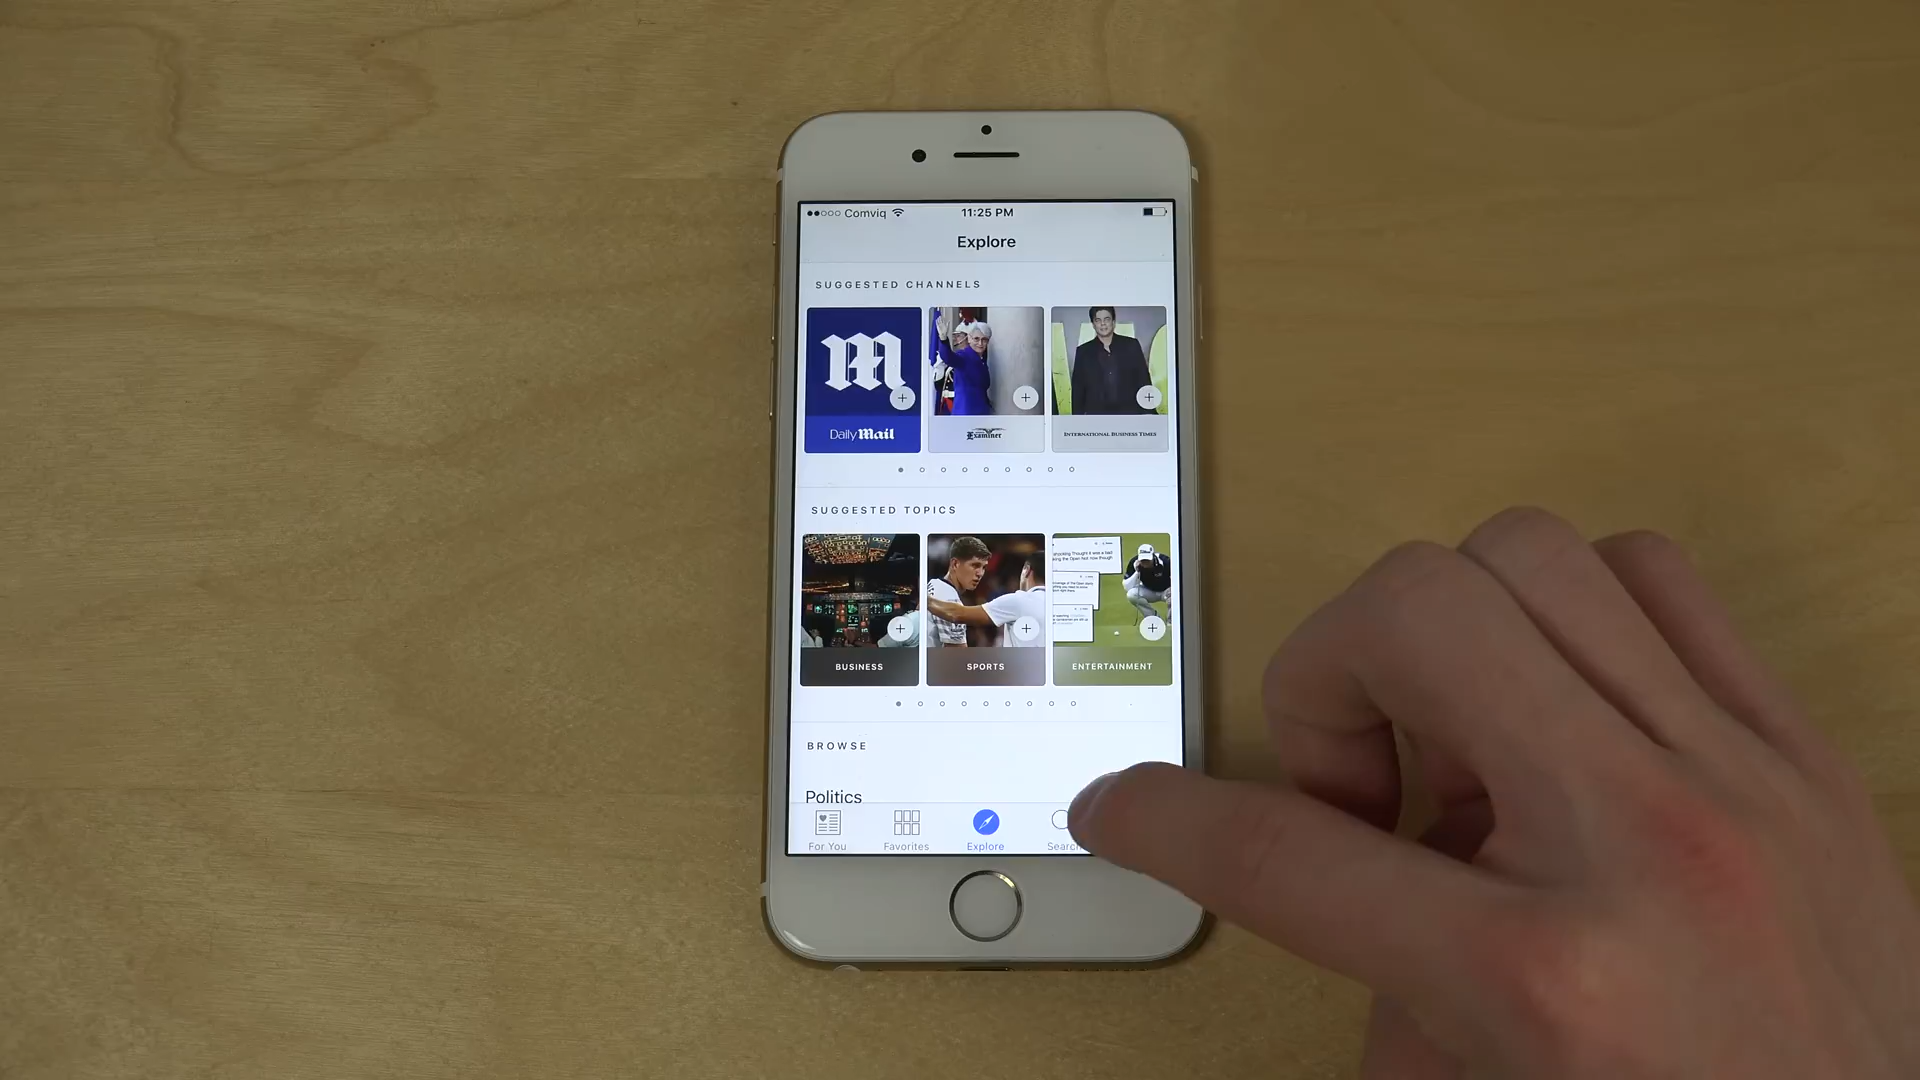 Comviq 11:25 PM
Explore
SUGGESTED CHANNELS
Daily Mail
Examiner
INTERNATIONAL BUSINESS TIMES
SUGGESTED TOPICS
BUSINESS
SPORTS
ENTERTAINMENT
BROWSE
Politics
For You
Favorites
Explore
Search